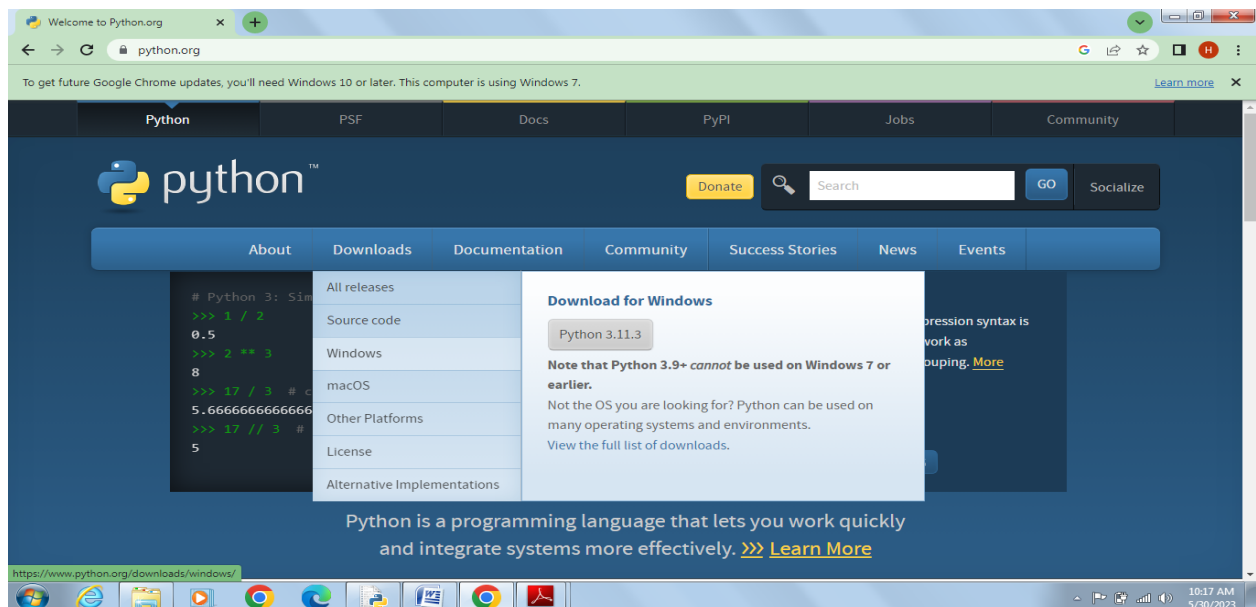 Welcome to Python.org
python.org
To get future Google Chrome updates, you'll need Windows 10 or later. This computer is using Windows 7.
Learn more
Python PSF Docs PyPI Jobs Community
python™
Donate
Search
GO
Socialize
About Downloads Documentation Community Success Stories News Events
# Python 3: Sim
>>> 1 / 2
0.5
>>> 2 ** 3
8
>>> 17 / 3 # c
5.6666666666666
>>> 17 // 3 #
5
All releases
Source code
Windows
macOS
Other Platforms
License
Alternative Implementations
Download for Windows
Python 3.11.3
Note that Python 3.9+ cannot be used on Windows 7 or
earlier.
Not the OS you are looking for? Python can be used on
many operating systems and environments.
View the full list of downloads.
pression syntax is
work as
ouping. More
Python is a programming language that lets you work quickly
and integrate systems more effectively. >>> Learn More
https://www.python.org/downloads/windows/
10:17 AM
5/30/2023